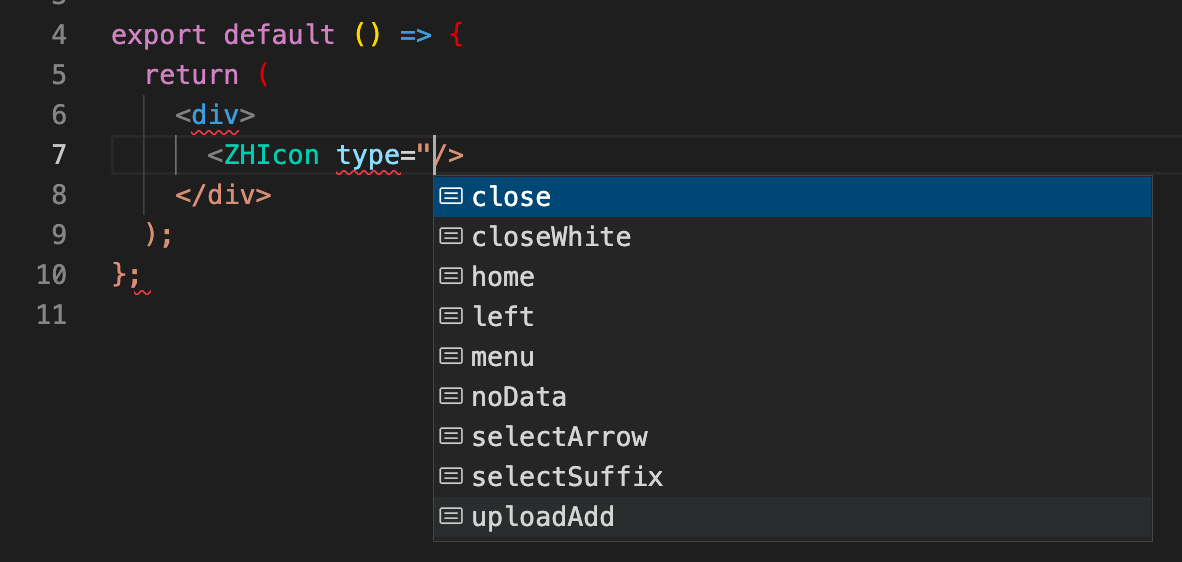 4 export default () => {
5 return (
6 <div>
7 <ZHIcon type="/>
8 </div>
9 );
10 };
11
close
closeWhite
home
left
menu
noData
selectArrow
selectSuffix
uploadAdd